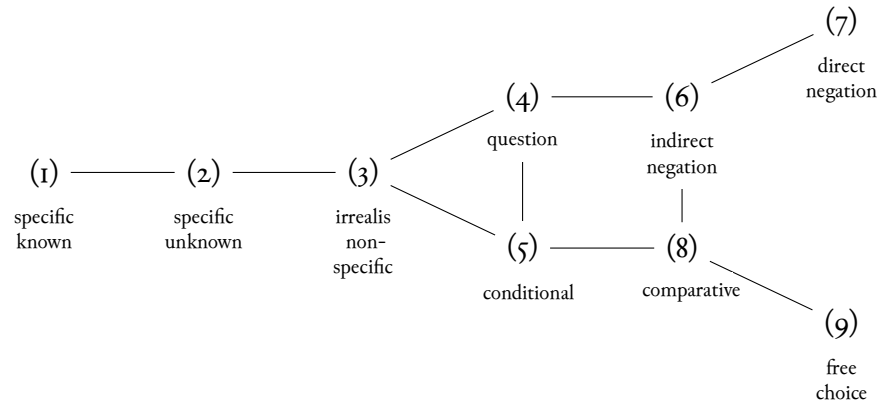 (7)
direct
negation
(4)
question
(6)
indirect
negation
(1)
specific
known
(2)
specific
unknown
(3)
irrealis
non-
specific
(5)
conditional
(8)
comparative
(9)
free
choice